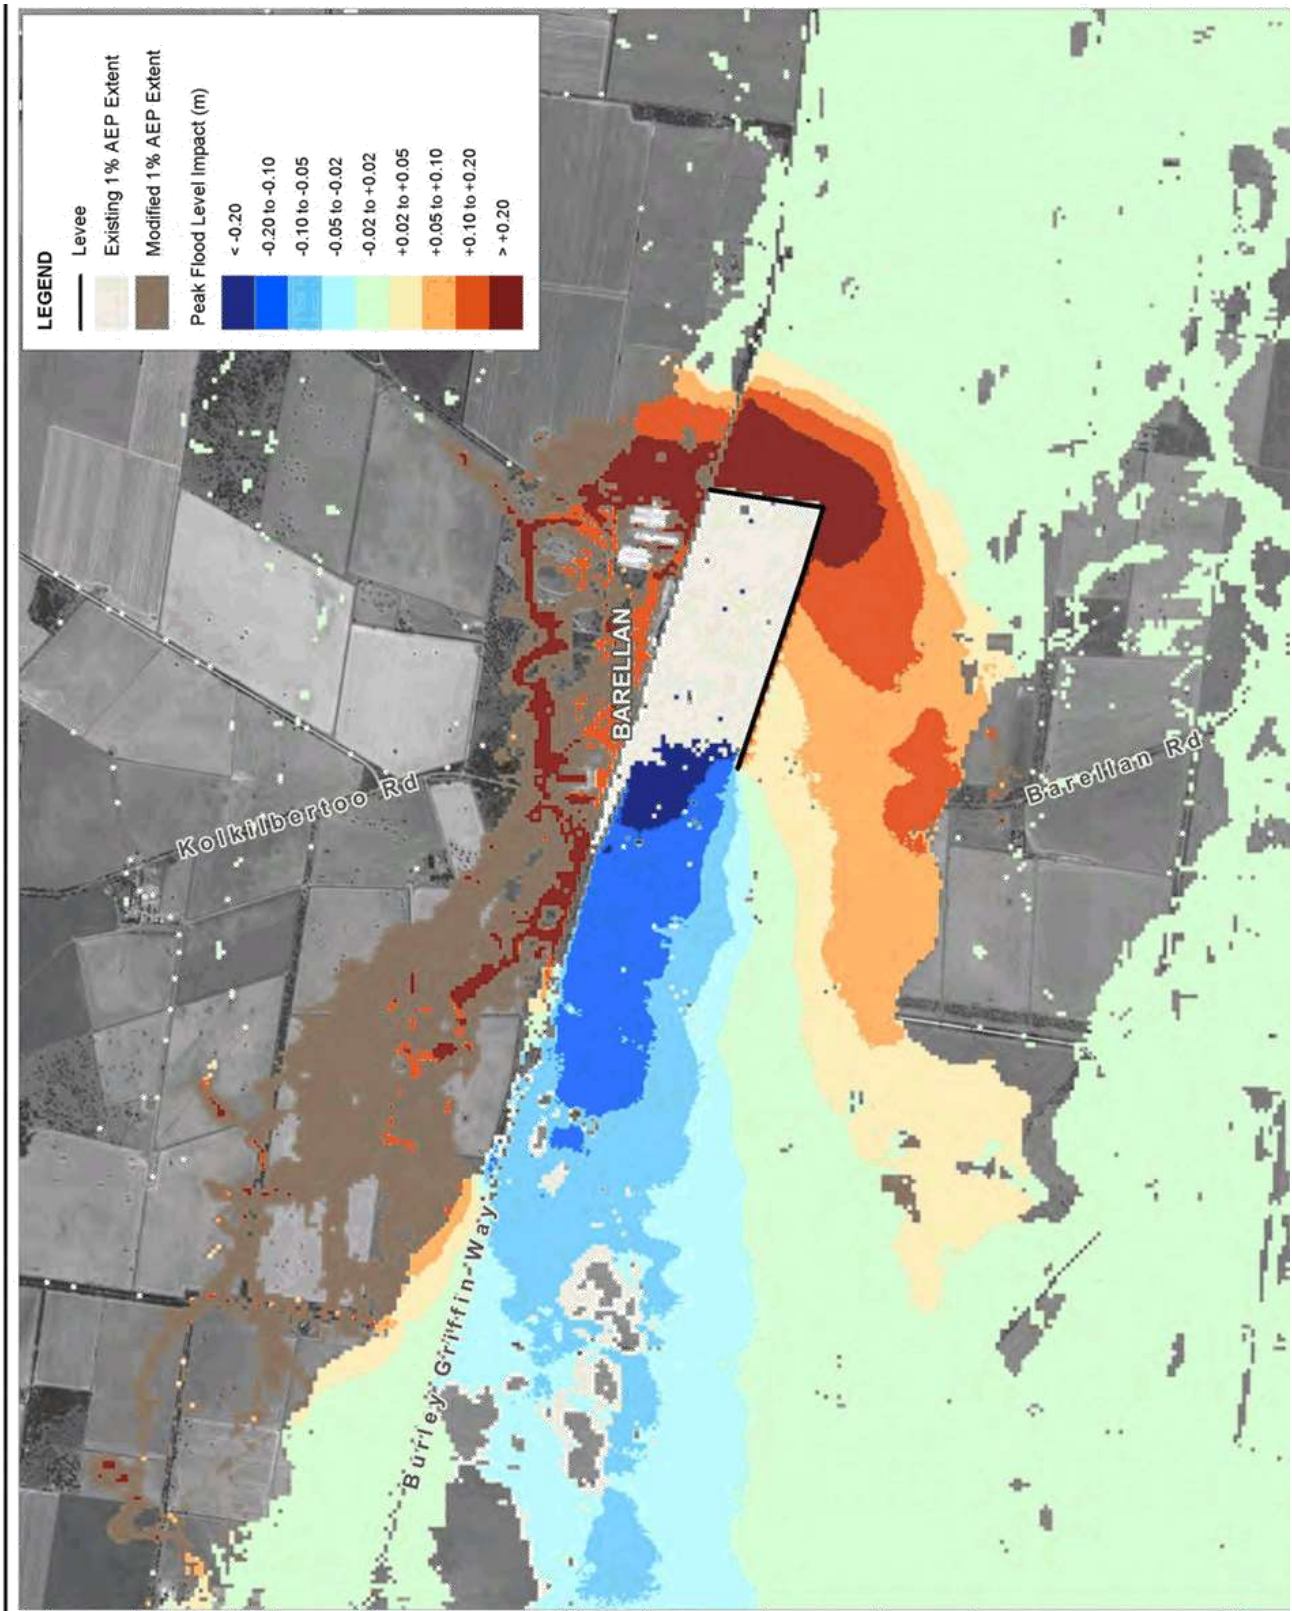 LEGEND
Levee
Existing 1% AEP Extent
Modified 1% AEP Extent
Peak Flood Level Impact (m)
< -0.20
-0.20 to -0.10
-0.10 to -0.05
-0.05 to -0.02
-0.02 to +0.02
+0.02 to +0.05
+0.05 to +0.10
+0.10 to +0.20
> +0.20
Kolkilbertoo Rd
BARELLAN
Barellan Rd
Burley Griffin Way